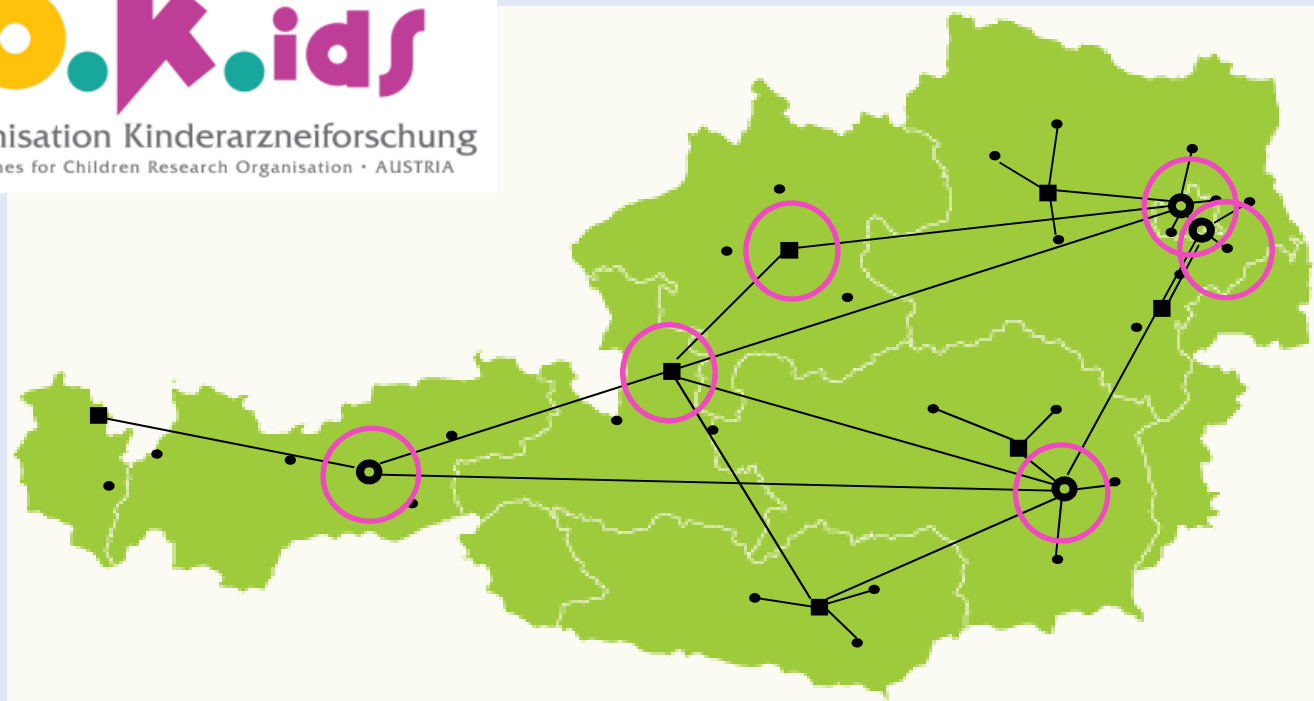 O.K.ids
nisation Kinderarzneiforschung
nes for Children Research Organisation • AUSTRIA